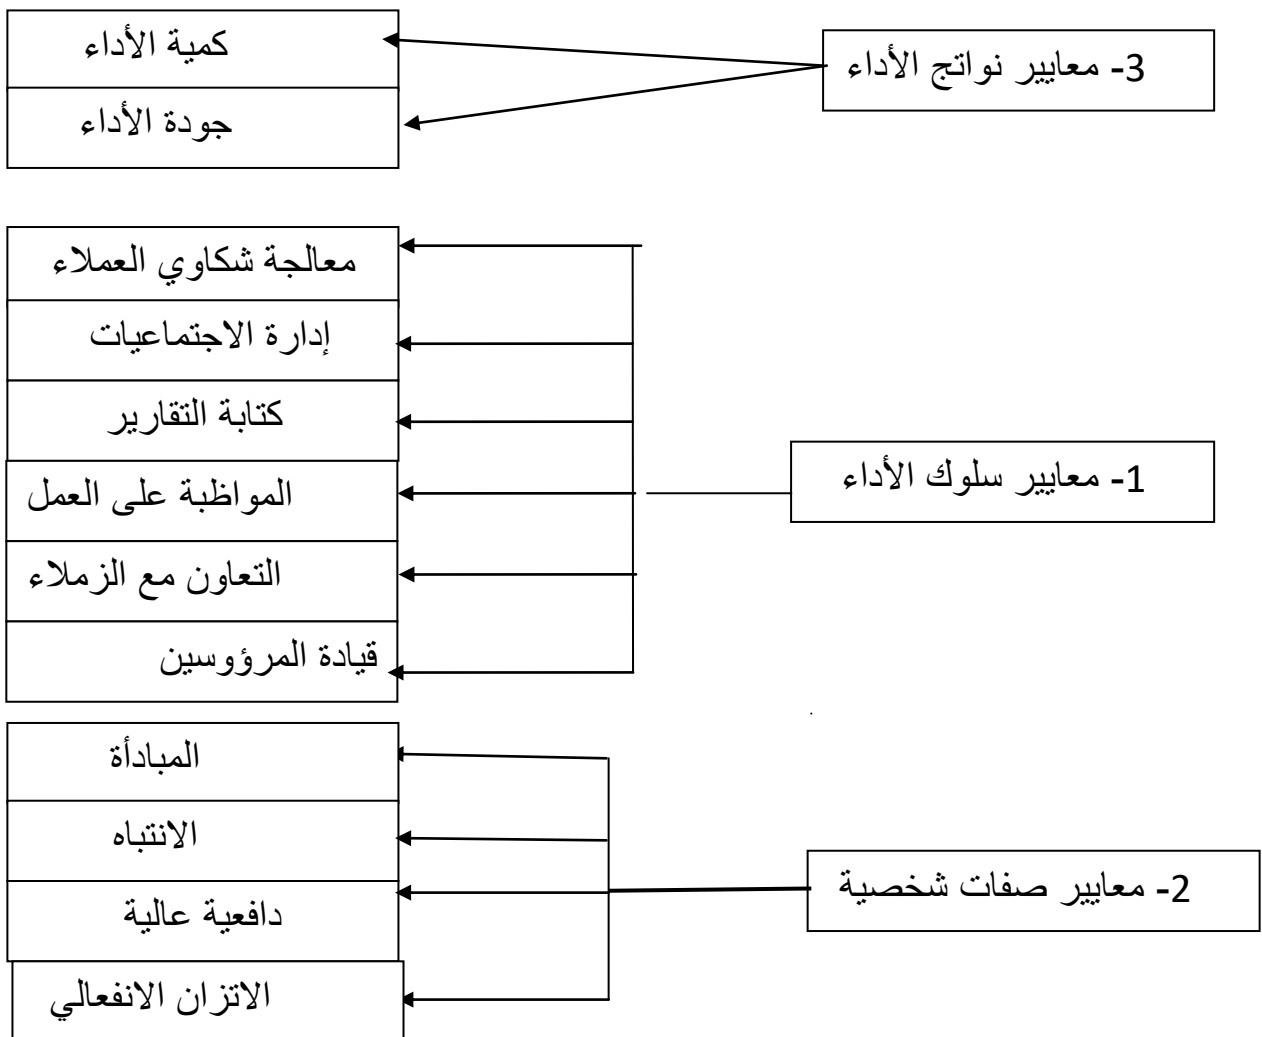 3- معايير نواتج الأداء
كمية الأداء
جودة الأداء
1- معايير سلوك الأداء
معالجة شكاوي العملاء
إدارة الاجتماعيات
كتابة التقارير
المواظبة على العمل
التعاون مع الزملاء
قيادة المرؤوسين
2- معايير صفات شخصية
المبادأة
الانتباه
دافعية عالية
الاتزان الانفعالي